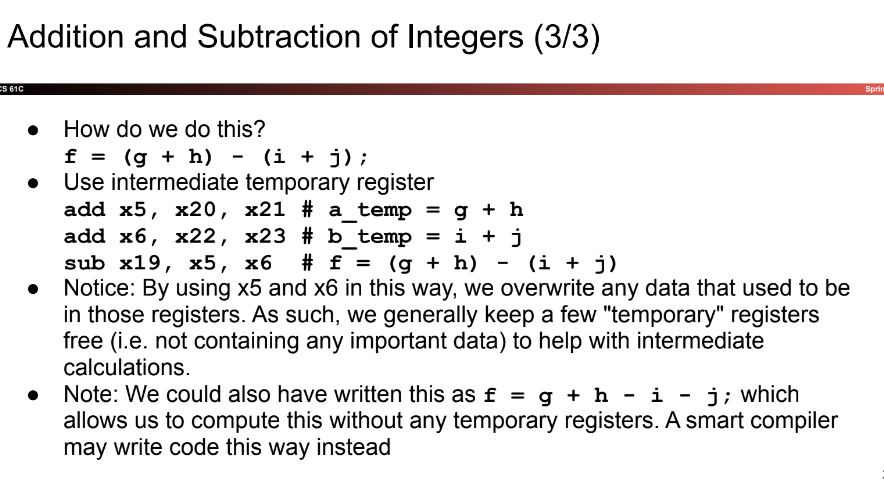 Addition and Subtraction of Integers (3/3)
CS 61C
● How do we do this?
f = (g + h) - (i + j);
● Use intermediate temporary register
add x5, x20, x21 # a_temp = g + h
add x6, x22, x23 # b_temp = i + j
sub x19, x5, x6 # f = (g + h) - (i + j)
● Notice: By using x5 and x6 in this way, we overwrite any data that used to be
in those registers. As such, we generally keep a few "temporary" registers
free (i.e. not containing any important data) to help with intermediate
calculations.
● Note: We could also have written this as f = g + h - i - j; which
allows us to compute this without any temporary registers. A smart compiler
may write code this way instead